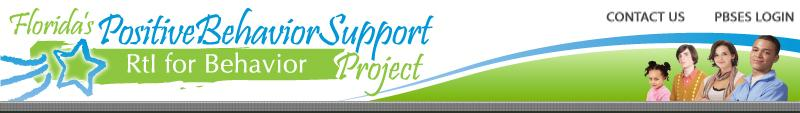 Florida's PositiveBehaviorSupport
RtI for Behavior Project
CONTACT US PBSES LOGIN